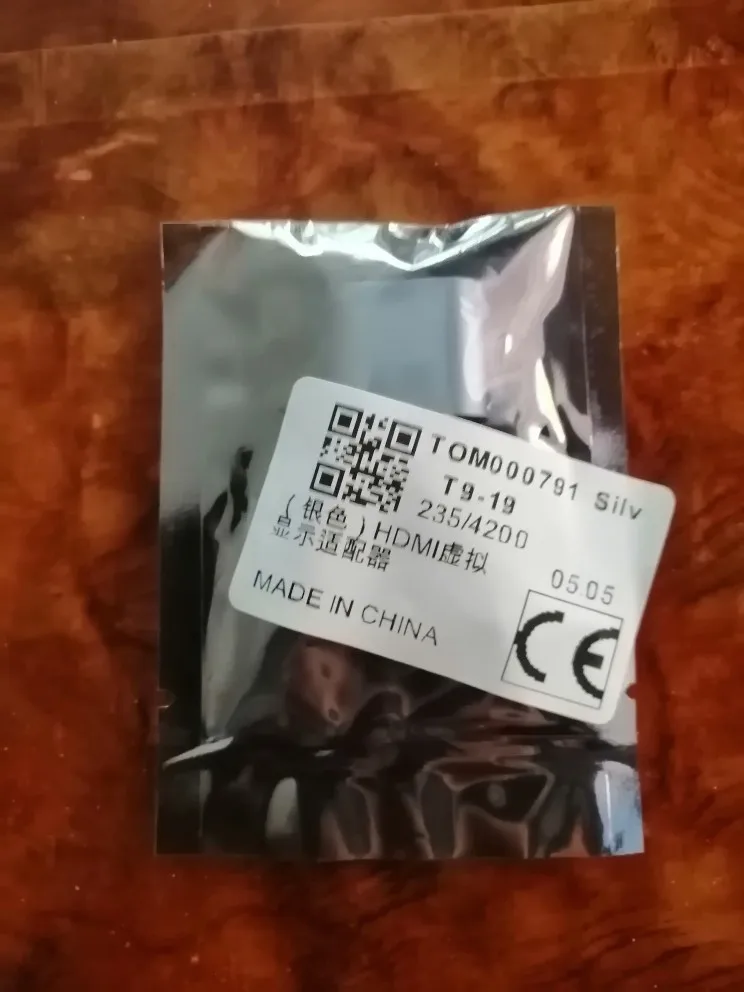 TOM000791 Silv
T9-19
235/4200
（银色）HDMI虚拟
显示适配器
05.05
MADE IN CHINA
CE